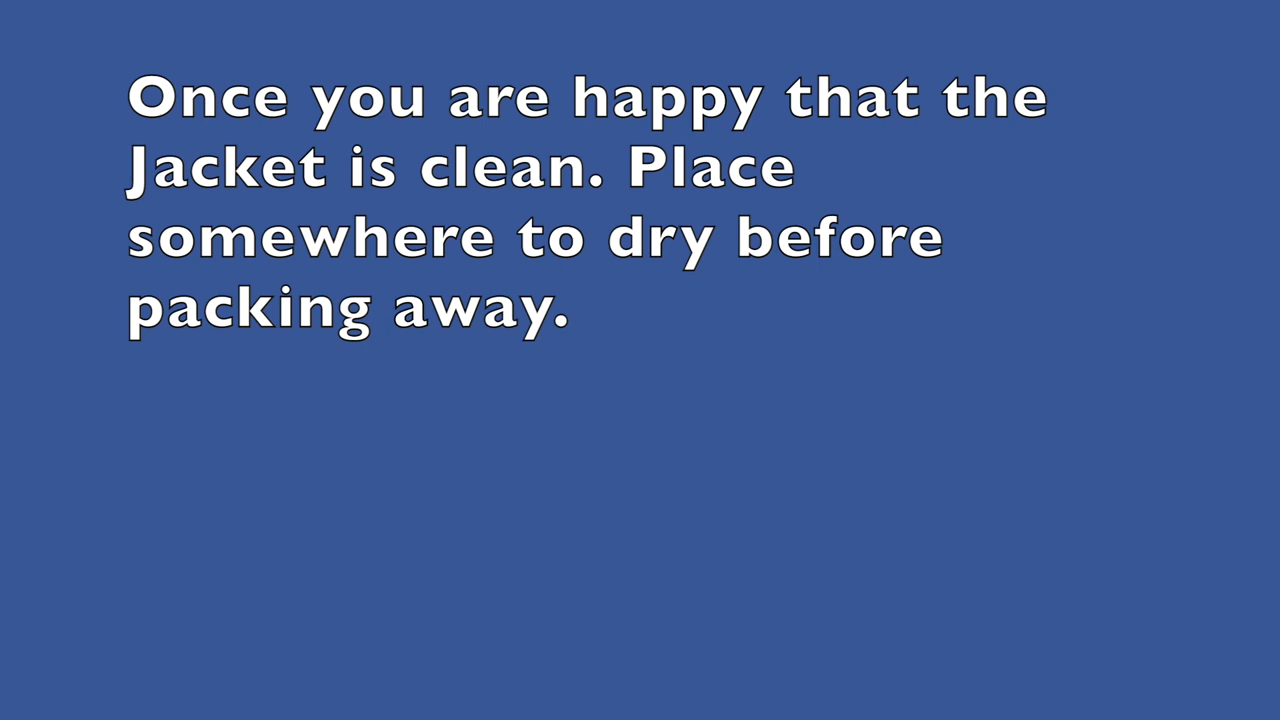 Once you are happy that the
Jacket is clean. Place
somewhere to dry before
packing away.